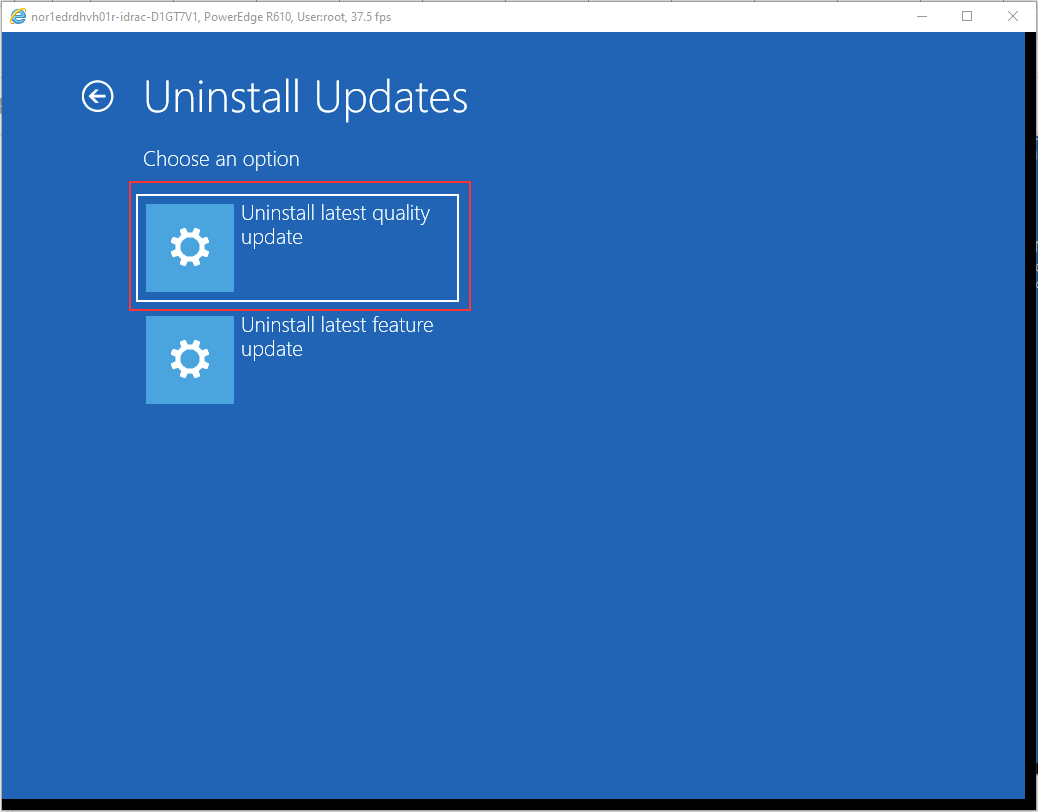 nor1edrdhvh01r-idrac-D1GT7V1, PowerEdge R610, User:root, 37.5 fps
Uninstall Updates
Choose an option
Uninstall latest quality
update
Uninstall latest feature
update